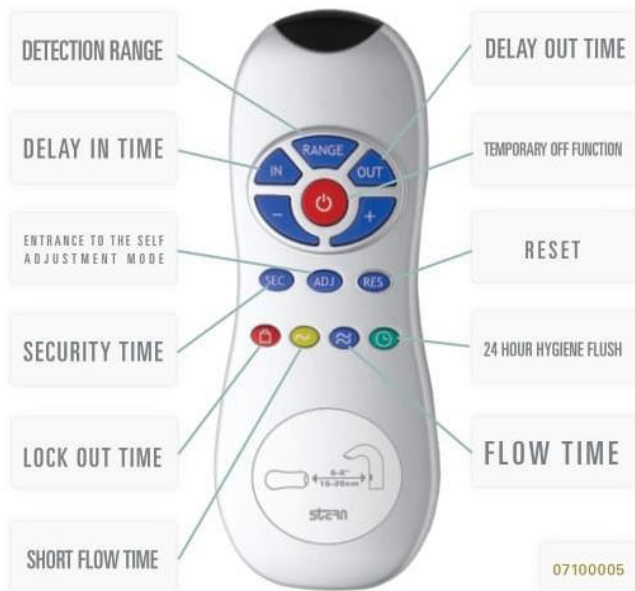 DETECTION RANGE
DELAY OUT TIME
DELAY IN TIME
TEMPORARY OFF FUNCTION
RANGE
IN
OUT
-
+
ENTRANCE TO THE SELF
ADJUSTMENT MODE
RESET
SEC
ADJ
RES
SECURITY TIME
24 HOUR HYGIENE FLUSH
LOCK OUT TIME
FLOW TIME
6-8"
15-20cm
stern
SHORT FLOW TIME
07100005